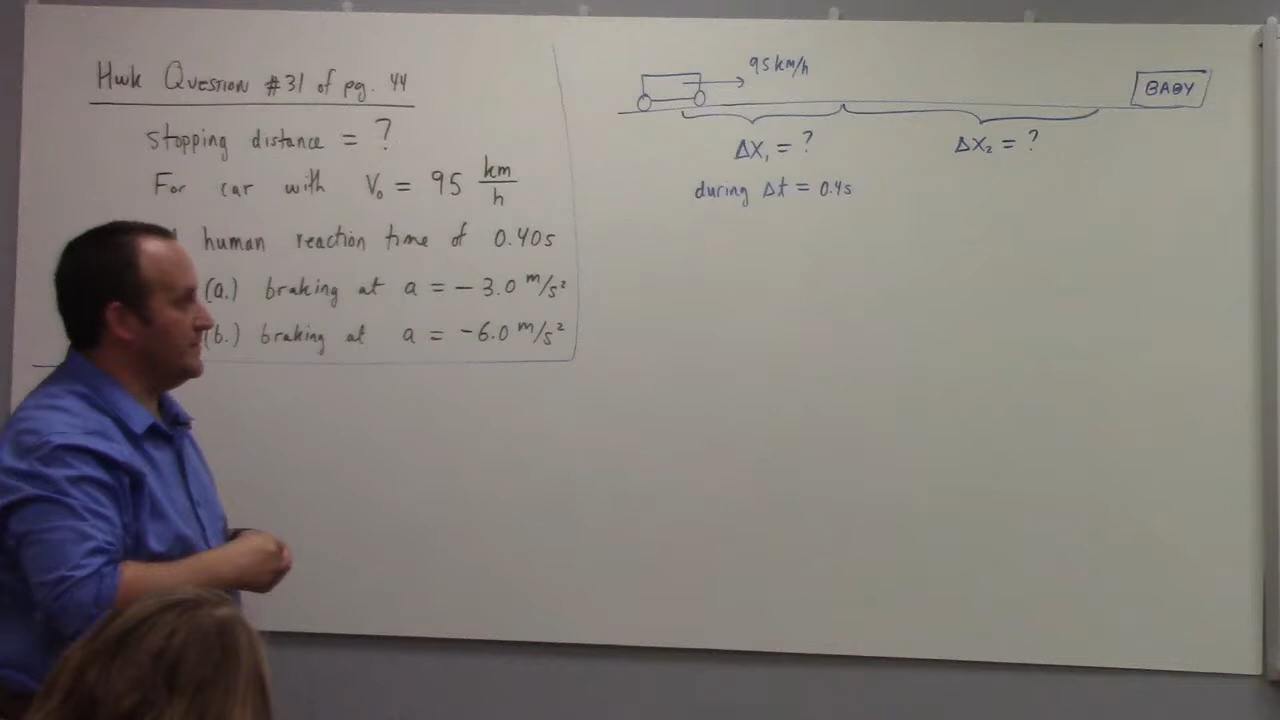 Hwk Question #31 of pg. 44
stopping distance = ?
For car with V₀ = 95 km/h
human reaction time of 0.40s
(a.) braking at a = -3.0 m/s²
(b.) braking at a = -6.0 m/s²
95 km/h
BABY
ΔX₁ = ?
ΔX₂ = ?
during Δt = 0.4s